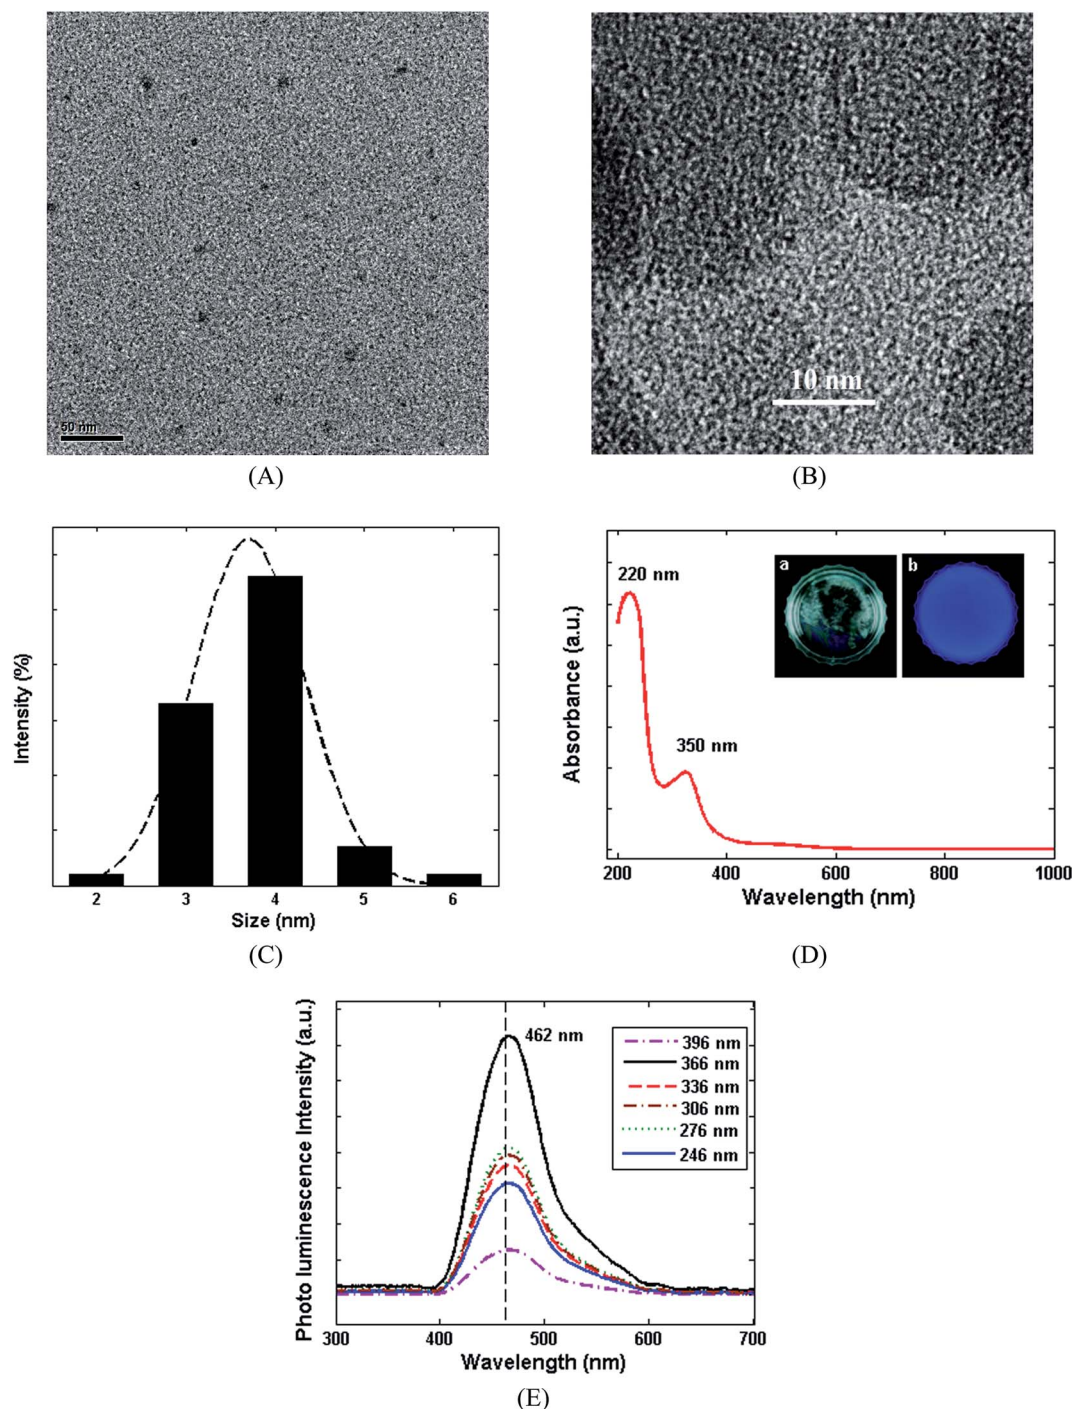 50 nm
10 nm
(A)
(B)
Intensity (%)
2 3 4 5 6
Size (nm)
(C)
a
b
220 nm
350 nm
Absorbance (a.u.)
200 400 600 800 1000
Wavelength (nm)
(D)
Photo luminescence Intensity (a.u.)
462 nm
396 nm
366 nm
336 nm
306 nm
276 nm
246 nm
300 400 500 600 700
Wavelength (nm)
(E)